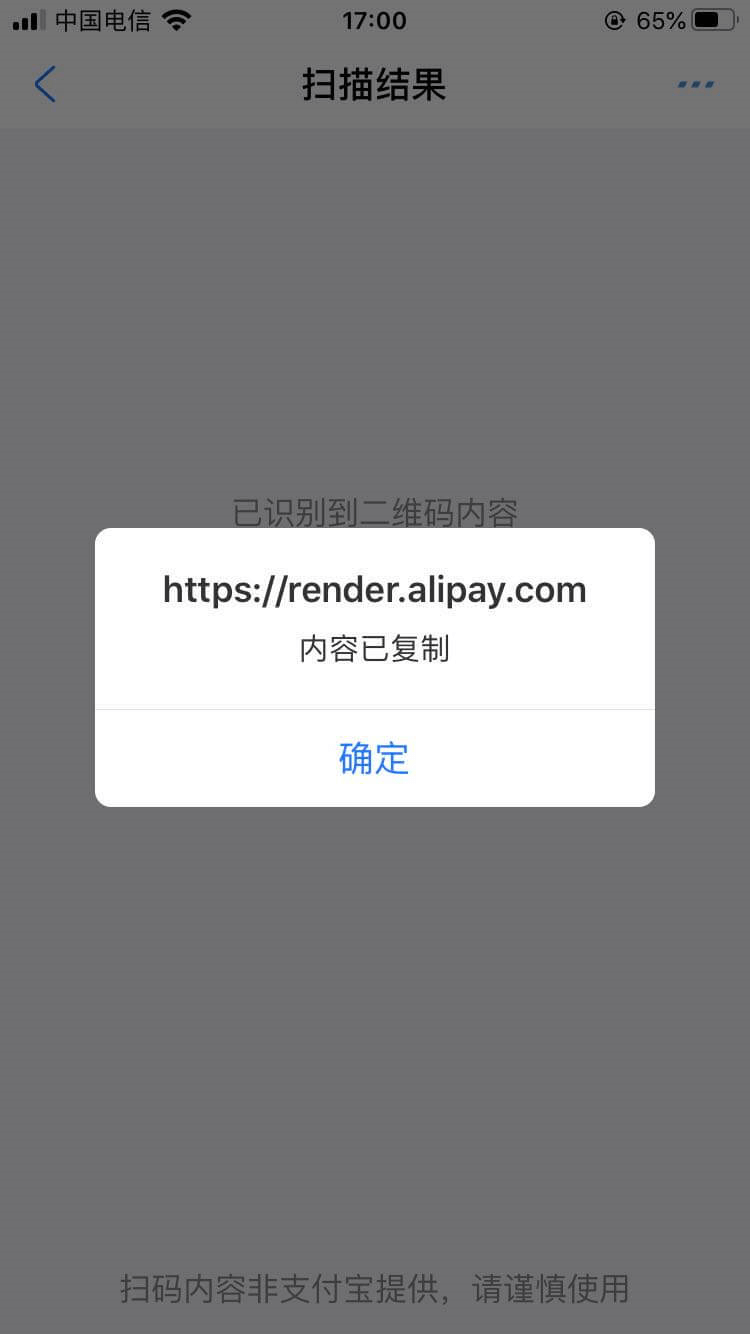 中国电信 17:00 65%
扫描结果
已识别到二维码内容
https://render.alipay.com
内容已复制
确定
扫码内容非支付宝提供，请谨慎使用